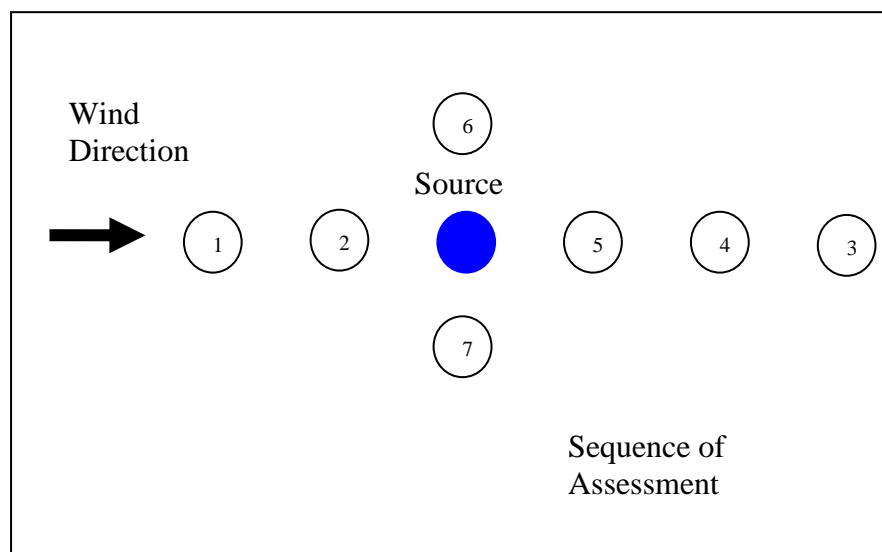 Wind
Direction
6
Source
1 2 5 4 3
7
Sequence of
Assessment